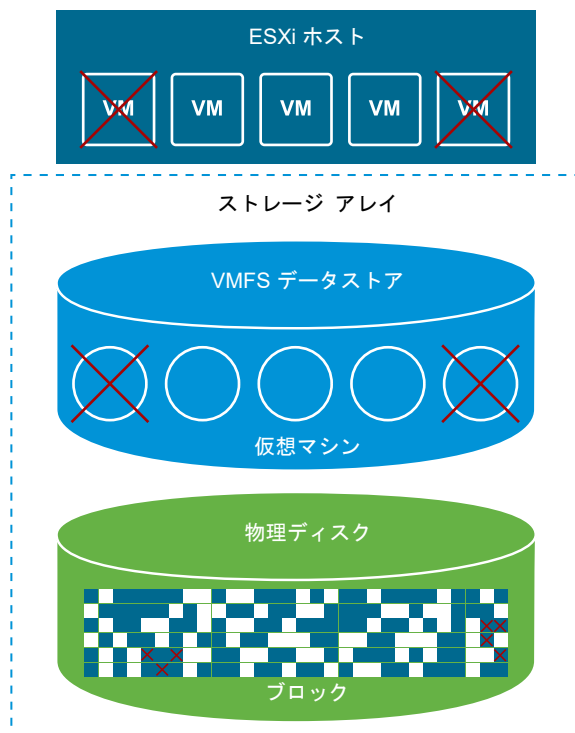 ESXi ホスト
VM VM VM VM VM
ストレージ アレイ
VMFS データストア
仮想マシン
物理ディスク
ブロック